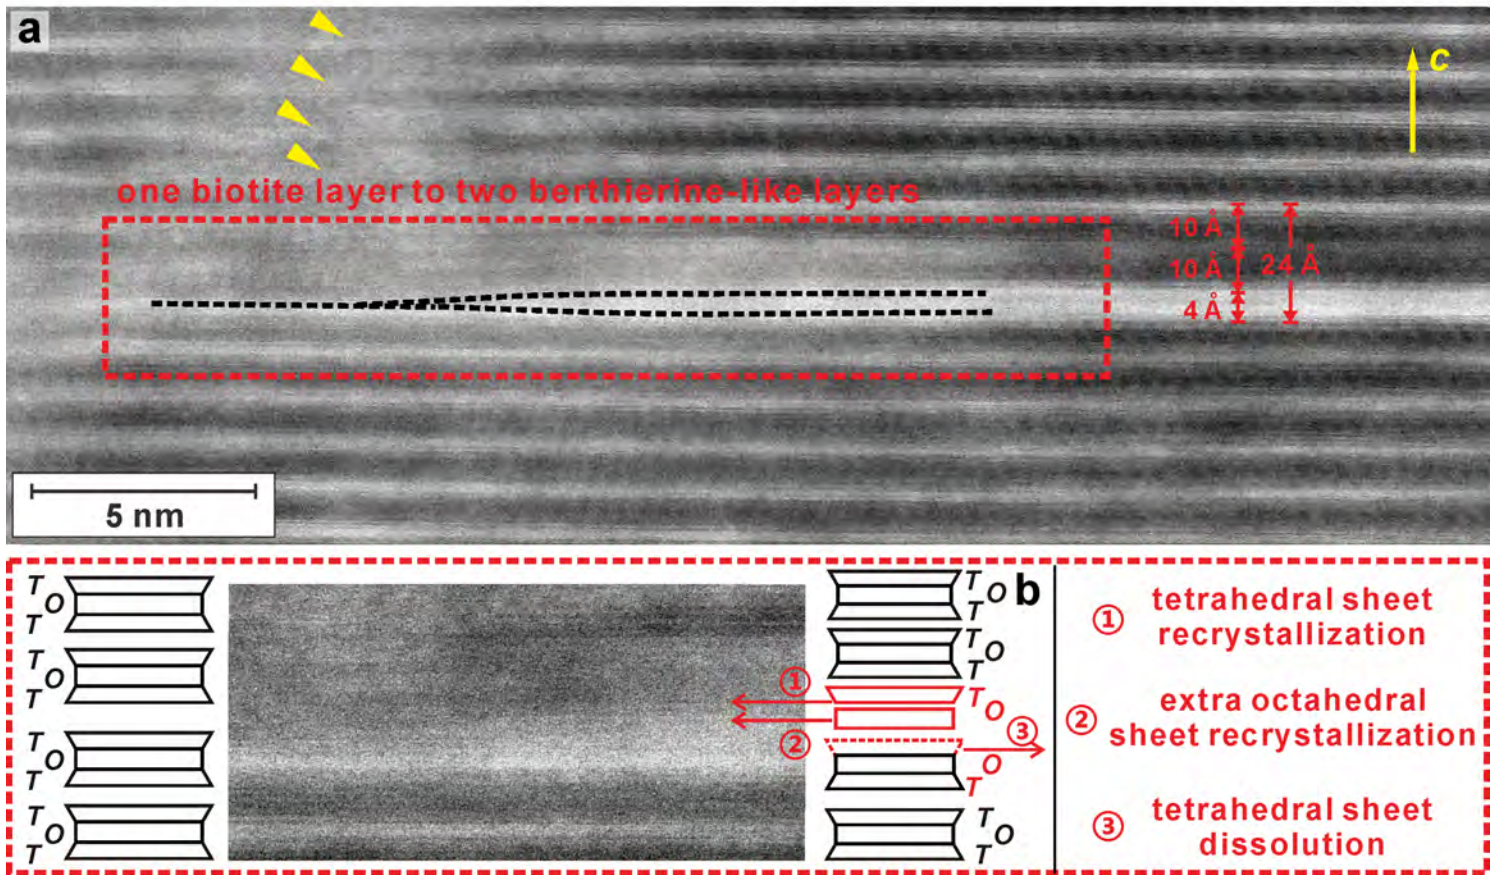 a
c
one biotite layer to two berthierine-like layers
10 Å
10 Å
24 Å
4 Å
5 nm
b
T
O
T
T
O
T
T
O
T
T
O
T
T
O
T
T
O
T
①
T
O
②
③
O
T
T
O
T
① tetrahedral sheet
recrystallization
② extra octahedral
sheet recrystallization
③ tetrahedral sheet
dissolution